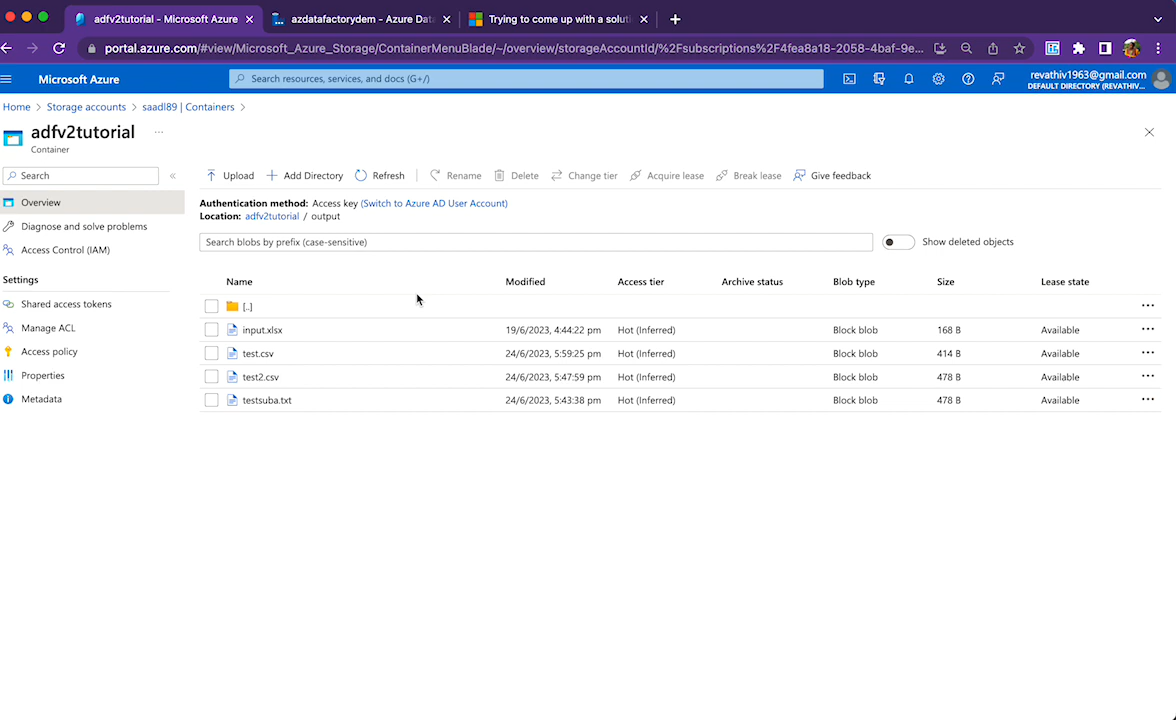 adfv2tutorial - Microsoft Azure
azdatafactorydem - Azure Dat
Trying to come up with a soluti
portal.azure.com/#view/Microsoft_Azure_Storage/ContainerMenuBlade/~/overview/storageAccountId/%2Fsubscriptions%2F4fea8a18-2058-4baf-9e...
Microsoft Azure
Search resources, services, and docs (G+/)
revathiv1963@gmail.com
DEFAULT DIRECTORY (REVATHIV...
Home > Storage accounts > saadl89 | Containers >
adfv2tutorial ...
Container
Search «
Upload + Add Directory Refresh Rename Delete Change tier Acquire lease Break lease Give feedback
Overview
Diagnose and solve problems
Access Control (IAM)
Settings
Shared access tokens
Manage ACL
Access policy
Properties
Metadata
Authentication method: Access key (Switch to Azure AD User Account)
Location: adfv2tutorial / output
Search blobs by prefix (case-sensitive)
Show deleted objects
Name Modified Access tier Archive status Blob type Size Lease state
[..] ...
input.xlsx 19/6/2023, 4:44:22 pm Hot (Inferred) Block blob 168 B Available ...
test.csv 24/6/2023, 5:59:25 pm Hot (Inferred) Block blob 414 B Available ...
test2.csv 24/6/2023, 5:47:59 pm Hot (Inferred) Block blob 478 B Available ...
testsuba.txt 24/6/2023, 5:43:38 pm Hot (Inferred) Block blob 478 B Available ...